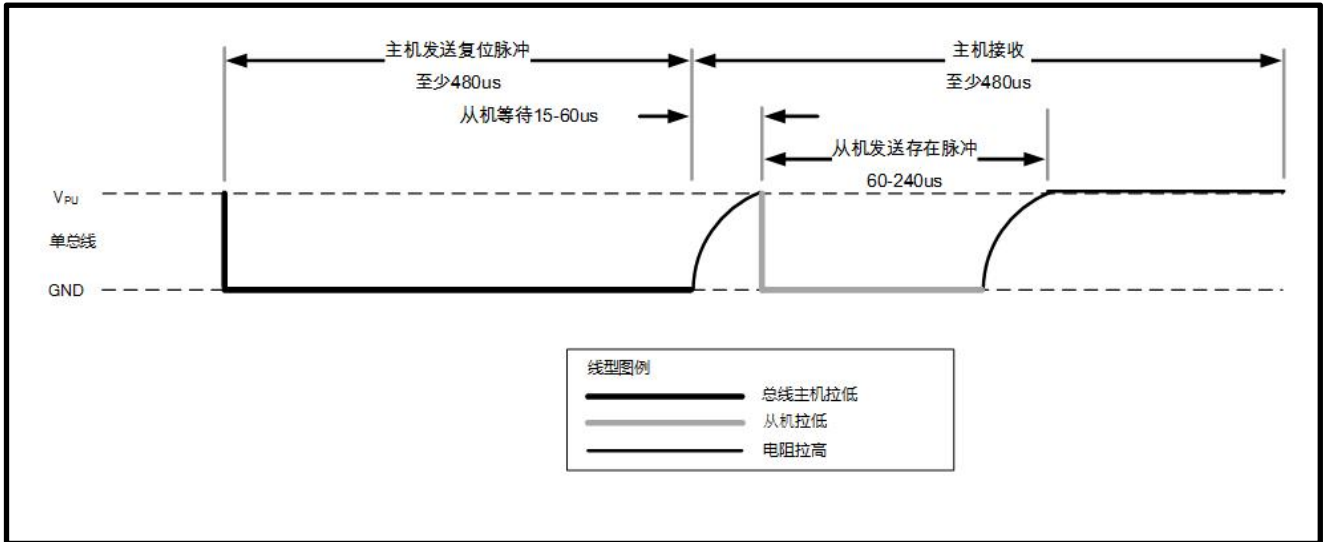 主机发送复位脉冲
至少480us
主机接收
至少480us
从机等待15-60us
从机发送存在脉冲
60-240us
VPU
单总线
GND
线型图例
总线主机拉低
从机拉低
电阻拉高